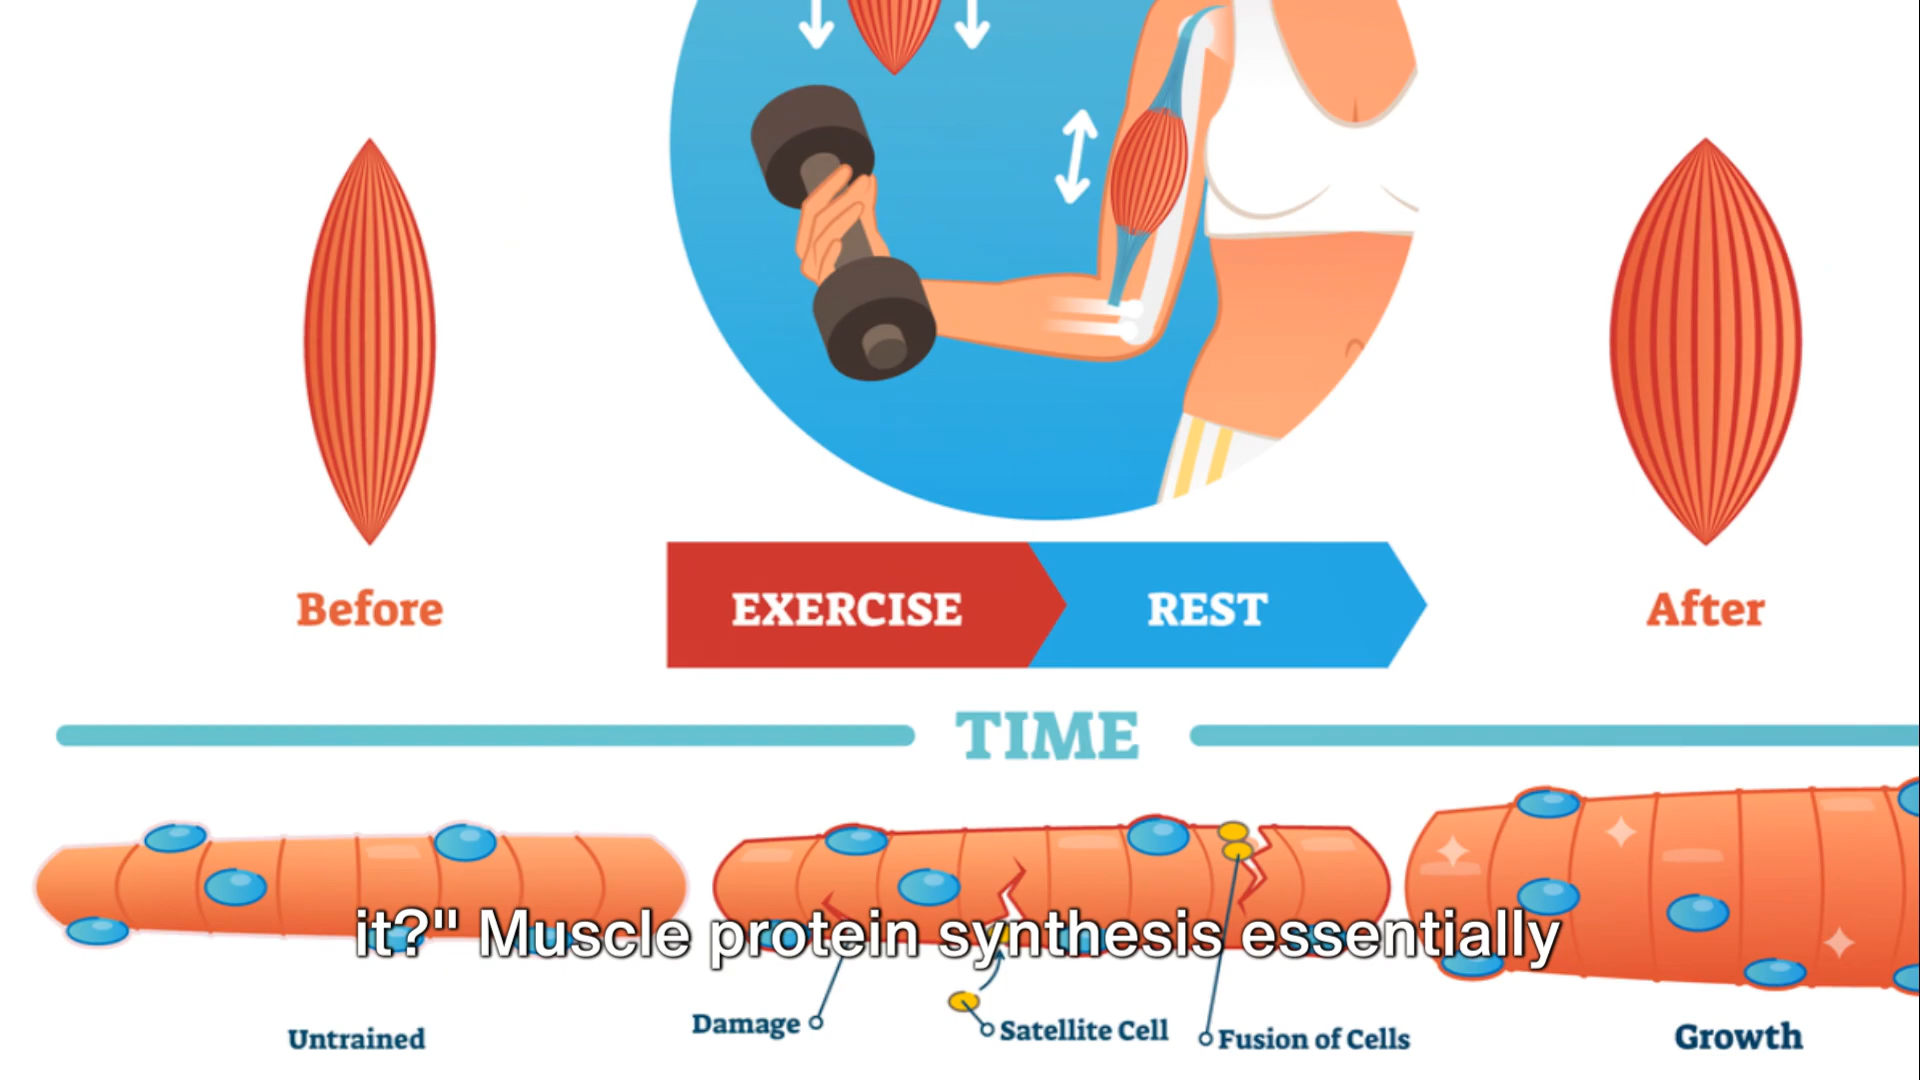 Before
EXERCISE
REST
After
TIME
it?" Muscle protein synthesis essentially
Damage
Satellite Cell
Fusion of Cells
Untrained
Growth